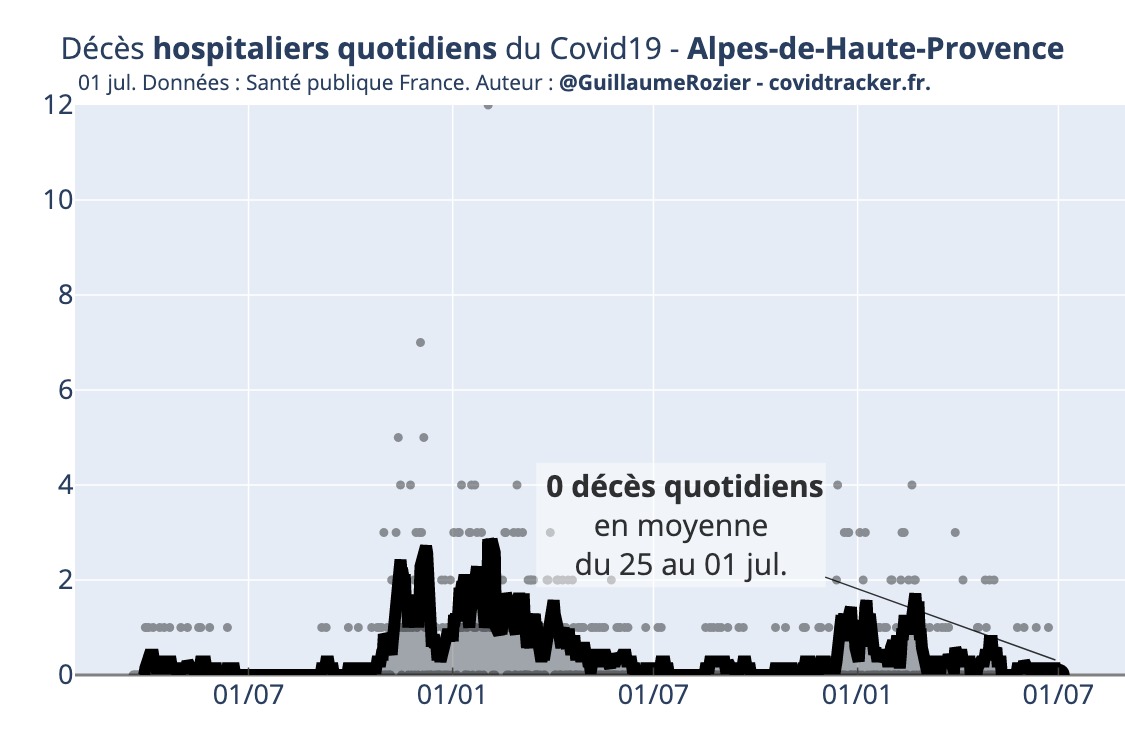 Décès hospitaliers quotidiens du Covid19 - Alpes-de-Haute-Provence
01 jul. Données : Santé publique France. Auteur : @GuillaumeRozier - covidtracker.fr.
12
10
8
6
4
2
0
0 décès quotidiens
en moyenne
du 25 au 01 jul.
01/07
01/01
01/07
01/01
01/07